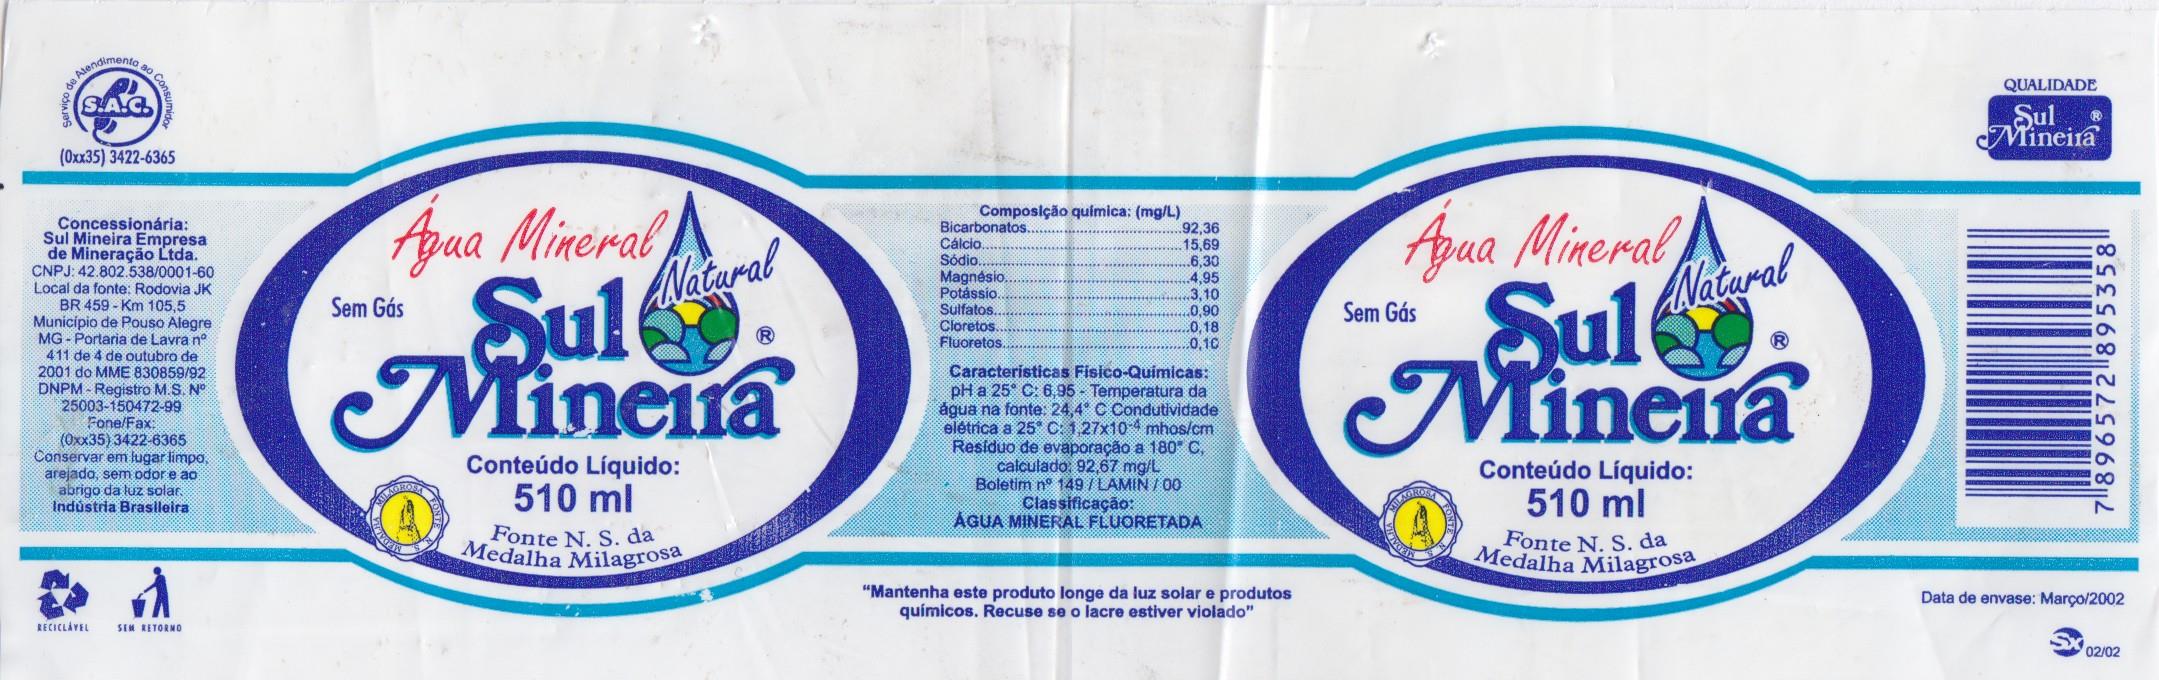 Serviço de Atendimento ao Consumidor
S.A.C.
(0xx35) 3422-6365
Concessionária:
Sul Mineira Empresa
de Mineração Ltda.
CNPJ: 42.802.538/0001-60
Local da fonte: Rodovia JK
BR 459 - Km 105,5
Município de Pouso Alegre
MG - Portaria de Lavra nº
411 de 4 de outubro de
2001 do MME 830859/92
DNPM - Registro M.S. Nº
25003-150472-99
Fone/Fax:
(0xx35) 3422-6365
Conservar em lugar limpo,
arejado, sem odor e ao
abrigo da luz solar.
Indústria Brasileira
RECICLÁVEL
SEM RETORNO
Água Mineral
Natural
Sem Gás
Sul
Mineira ®
Conteúdo Líquido:
510 ml
Fonte N. S. da
Medalha Milagrosa
FONTE N. S. MEDALHA MILAGROSA
Composição química: (mg/L)
Bicarbonatos..............................92,36
Cálcio.......................................15,69
Sódio.........................................6,30
Magnésio....................................4,95
Potássio.....................................3,10
Sulfatos......................................0,90
Cloretos......................................0,18
Fluoretos....................................0,10
Características Físico-Químicas:
pH a 25° C: 6,95 - Temperatura da
água na fonte: 24,4° C Condutividade
elétrica a 25° C: 1,27x10⁻⁴ mhos/cm
Resíduo de evaporação a 180° C,
calculado: 92,67 mg/L
Boletim nº 149 / LAMIN / 00
Classificação:
ÁGUA MINERAL FLUORETADA
"Mantenha este produto longe da luz solar e produtos
químicos. Recuse se o lacre estiver violado"
Água Mineral
Natural
Sem Gás
Sul
Mineira ®
Conteúdo Líquido:
510 ml
Fonte N. S. da
Medalha Milagrosa
FONTE N. S. MEDALHA MILAGROSA
QUALIDADE
Sul
Mineira ®
7 896572 895358
Data de envase: Março/2002
Sx 02/02